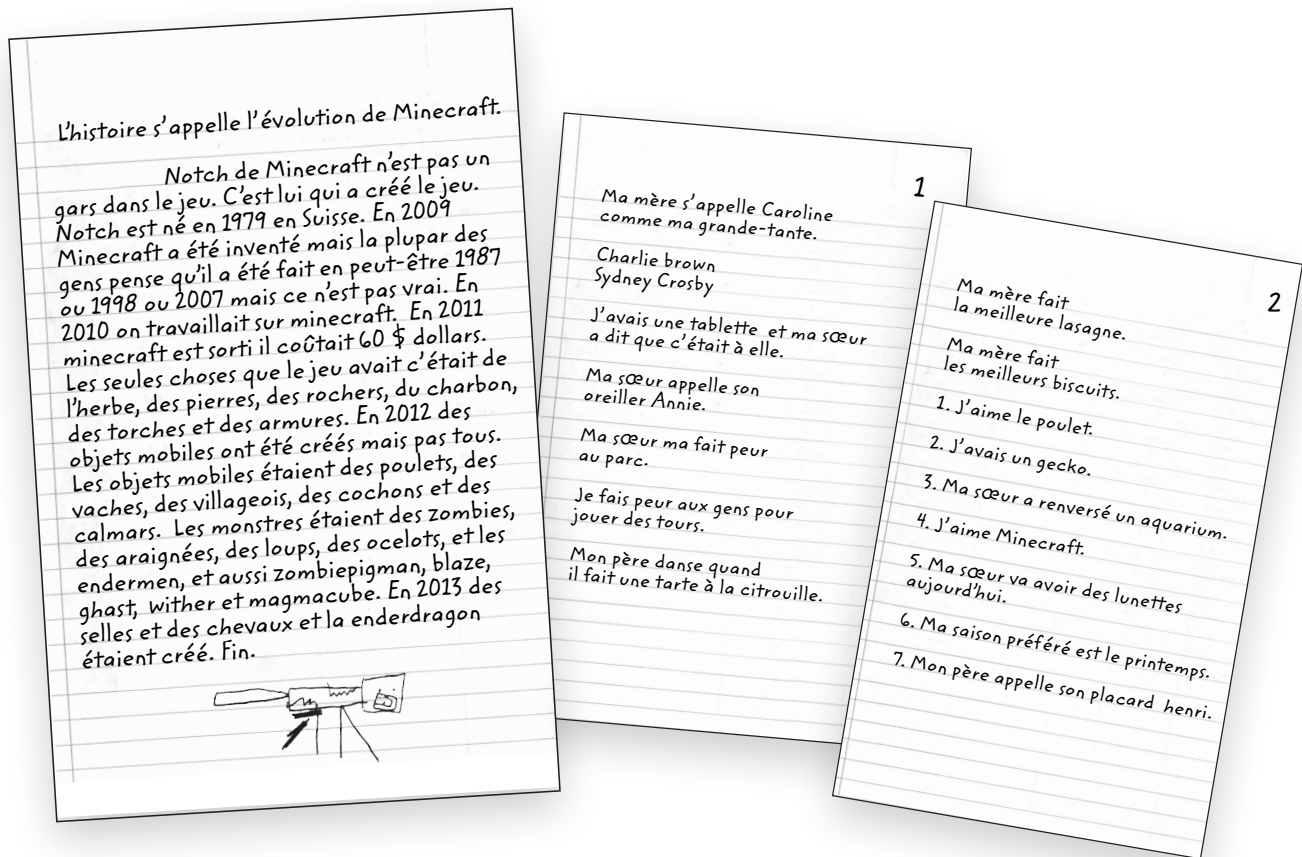 L'histoire s'appelle l'évolution de Minecraft.
Notch de Minecraft n'est pas un
gars dans le jeu. C'est lui qui a créé le jeu.
Notch est né en 1979 en Suisse. En 2009
Minecraft a été inventé mais la plupar des
gens pense qu'il a été fait en peut-être 1987
ou 1998 ou 2007 mais ce n'est pas vrai. En
2010 on travaillait sur minecraft. En 2011
minecraft est sorti il coûtait 60 $ dollars.
Les seules choses que le jeu avait c'était de
l'herbe, des pierres, des rochers, du charbon,
des torches et des armures. En 2012 des
objets mobiles ont été créés mais pas tous.
Les objets mobiles étaient des poulets, des
vaches, des villageois, des cochons et des
calmars. Les monstres étaient des zombies,
des araignées, des loups, des ocelots, et les
endermen, et aussi zombiepigman, blaze,
ghast, wither et magmacube. En 2013 des
selles et des chevaux et la enderdragon
étaient créé. Fin.
1
Ma mère s'appelle Caroline
comme ma grande-tante.
Charlie brown
Sydney Crosby
J'avais une tablette et ma sœur
a dit que c'était à elle.
Ma sœur appelle son
oreiller Annie.
Ma sœur ma fait peur
au parc.
Je fais peur aux gens pour
jouer des tours.
Mon père danse quand
il fait une tarte à la citrouille.
2
Ma mère fait
la meilleure lasagne.
Ma mère fait
les meilleurs biscuits.
1. J'aime le poulet.
2. J'avais un gecko.
3. Ma sœur a renversé un aquarium.
4. J'aime Minecraft.
5. Ma sœur va avoir des lunettes
aujourd'hui.
6. Ma saison préféré est le printemps.
7. Mon père appelle son placard henri.